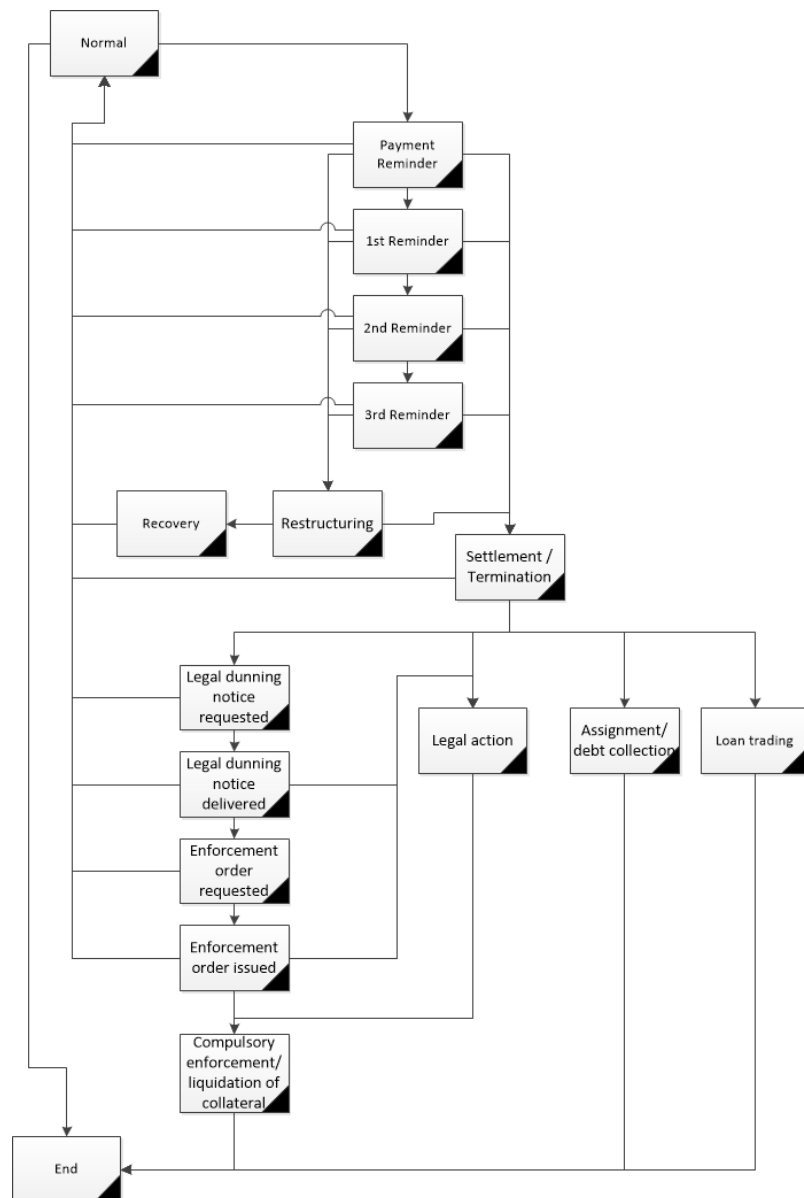 Normal
Payment
Reminder
1st Reminder
2nd Reminder
3rd Reminder
Recovery
Restructuring
Settlement /
Termination
Legal dunning
notice
requested
Legal action
Assignment/
debt collection
Loan trading
Legal dunning
notice
delivered
Enforcement
order
requested
Enforcement
order issued
Compulsory
enforcement/
liquidation of
collateral
End